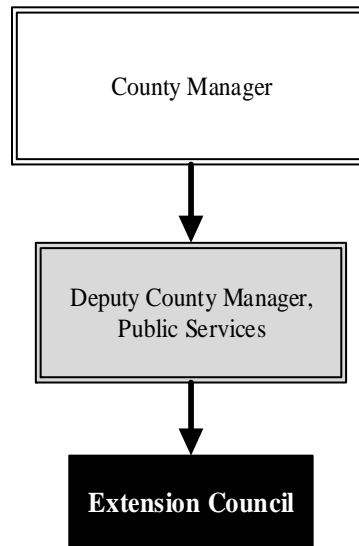 County Manager
Deputy County Manager,
Public Services
Extension Council